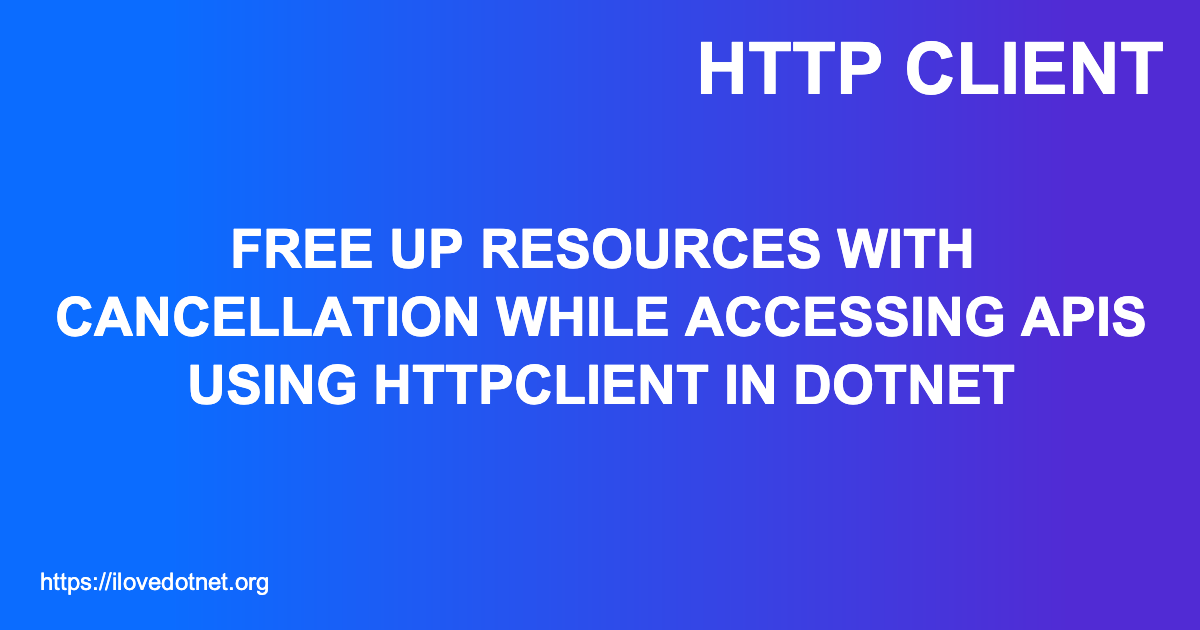 HTTP CLIENT
FREE UP RESOURCES WITH
CANCELLATION WHILE ACCESSING APIS
USING HTTPCLIENT IN DOTNET
https://ilovedotnet.org